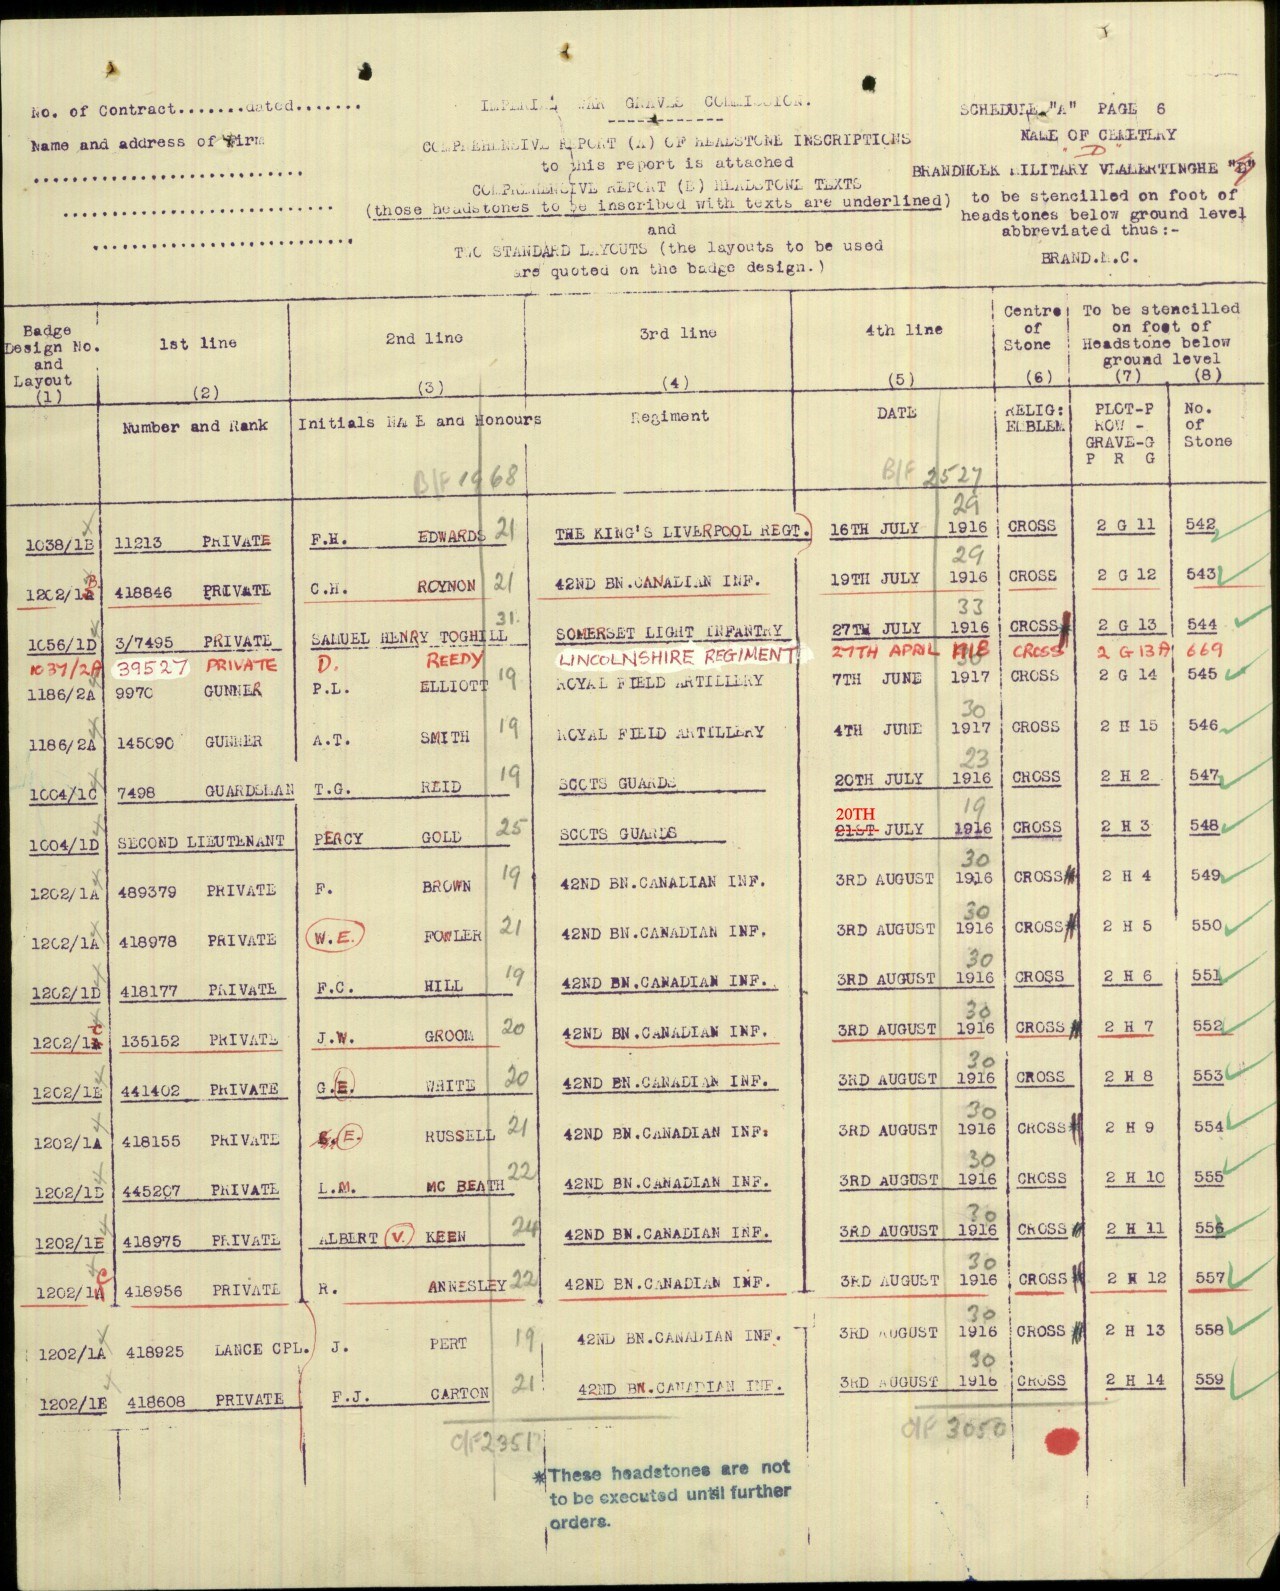 No. of Contract.......dated.......
IMPERIAL WAR GRAVES COMMISSION.
SCHEDULE "A" PAGE 6
Name and address of Firm
COMPREHENSIVE REPORT (A) OF HEADSTONE INSCRIPTIONS
to this report is attached
COMPREHENSIVE REPORT (B) HEADSTONE TEXTS
(those headstones to be inscribed with texts are underlined)
and
TWO STANDARD LAYOUTS (the layouts to be used
are quoted on the badge design.)
NAME OF CEMETERY
"D"
BRANDHOEK MILITARY VLAMERTINGHE
to be stencilled on foot of
headstones below ground level
abbreviated thus:-
BRAND.M.C.
Badge Design No. and Layout (1)
1st line (2)
2nd line (3)
3rd line (4)
4th line (5)
Centre of Stone (6)
To be stencilled on foot of Headstone below ground level (7) (8)
Number and Rank
Initials NAME and Honours
Regiment
DATE
RELIG: EMBLEM
PLOT-P ROW - GRAVE-G P R G
No. of Stone
B/F 1968
B/F 2527
1038/1B 11213 PRIVATE F.H. EDWARDS 21 THE KING'S LIVERPOOL REGT. 16TH JULY 1916 29 CROSS 2 G 11 542
1202/1B 418846 PRIVATE C.H. ROYNON 21 42ND BN.CANADIAN INF. 19TH JULY 1916 29 CROSS 2 G 12 543
1056/1D 3/7495 PRIVATE SAMUEL HENRY TOGHILL 31 SOMERSET LIGHT INFANTRY 27TH JULY 1916 33 CROSS 2 G 13 544
1037/2A 39527 PRIVATE D. REEDY LINCOLNSHIRE REGIMENT 27TH APRIL 1918 CROSS 2 G 13A 669
1186/2A 9970 GUNNER P.L. ELLIOTT 19 ROYAL FIELD ARTILLERY 7TH JUNE 1917 30 CROSS 2 G 14 545
1186/2A 145090 GUNNER A.T. SMITH 19 ROYAL FIELD ARTILLERY 4TH JUNE 1917 30 CROSS 2 H 15 546
1004/1C 7498 GUARDSMAN T.G. REID 19 SCOTS GUARDS 20TH JULY 1916 23 CROSS 2 H 2 547
1004/1D SECOND LIEUTENANT PERCY GOLD 25 SCOTS GUARDS 20TH 21ST JULY 1916 19 CROSS 2 H 3 548
1202/1A 489379 PRIVATE F. BROWN 19 42ND BN.CANADIAN INF. 3RD AUGUST 1916 30 CROSS 2 H 4 549
1202/1A 418978 PRIVATE W.E. FOWLER 21 42ND BN.CANADIAN INF. 3RD AUGUST 1916 30 CROSS 2 H 5 550
1202/1D 418177 PRIVATE F.C. HILL 19 42ND BN.CANADIAN INF. 3RD AUGUST 1916 30 CROSS 2 H 6 551
1202/1C 135152 PRIVATE J.W. GROOM 20 42ND BN.CANADIAN INF. 3RD AUGUST 1916 30 CROSS 2 H 7 552
1202/1E 441402 PRIVATE G.E. WHITE 20 42ND BN.CANADIAN INF. 3RD AUGUST 1916 30 CROSS 2 H 8 553
1202/1A 418155 PRIVATE E. RUSSELL 21 42ND BN.CANADIAN INF. 3RD AUGUST 1916 30 CROSS 2 H 9 554
1202/1D 445207 PRIVATE L.M. MC BEATH 22 42ND BN.CANADIAN INF. 3RD AUGUST 1916 30 CROSS 2 H 10 555
1202/1E 418975 PRIVATE ALBERT V. KEEN 24 42ND BN.CANADIAN INF. 3RD AUGUST 1916 30 CROSS 2 H 11 556
1202/1C 418956 PRIVATE R. ANNESLEY 22 42ND BN.CANADIAN INF. 3RD AUGUST 1916 30 CROSS 2 H 12 557
1202/1A 418925 LANCE CPL. J. PERT 19 42ND BN.CANADIAN INF. 3RD AUGUST 1916 30 CROSS 2 H 13 558
1202/1E 418608 PRIVATE F.J. CARTON 21 42ND BN.CANADIAN INF. 3RD AUGUST 1916 30 CROSS 2 H 14 559
C/F 2351
C/F 3050
*These headstones are not
to be executed until further
orders.